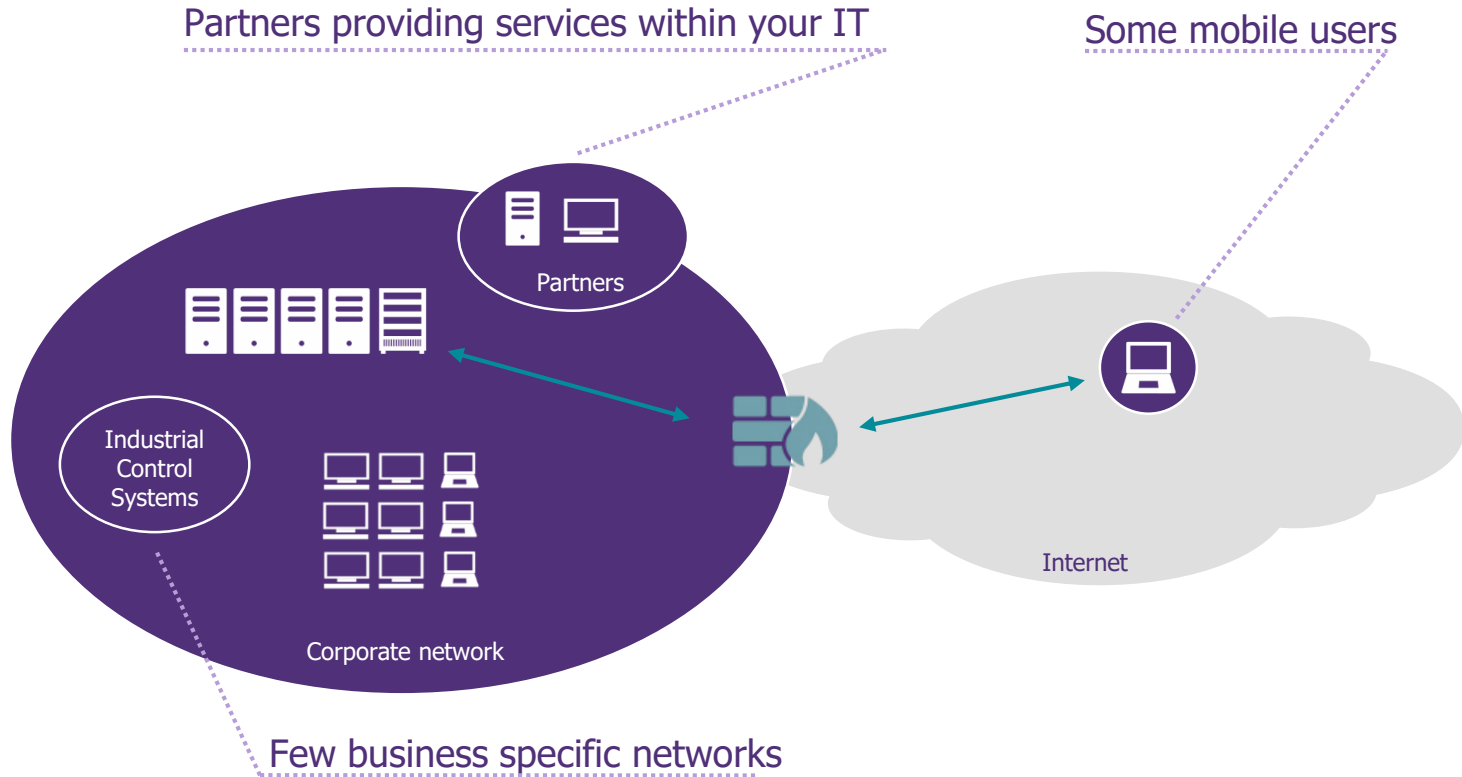 Partners providing services within your IT
Some mobile users
Partners
Industrial
Control
Systems
Internet
Corporate network
Few business specific networks